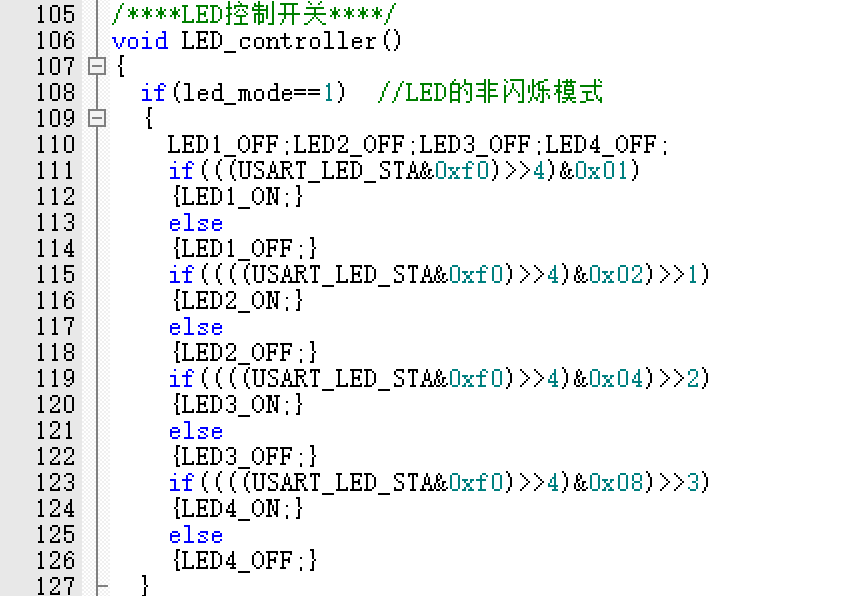 105 /****LED控制开关****/
106 void LED_controller()
107 {
108 if(led_mode==1) //LED的非闪烁模式
109 {
110 LED1_OFF;LED2_OFF;LED3_OFF;LED4_OFF;
111 if(((USART_LED_STA&0xf0)>>4)&0x01)
112 {LED1_ON;}
113 else
114 {LED1_OFF;}
115 if((((USART_LED_STA&0xf0)>>4)&0x02)>>1)
116 {LED2_ON;}
117 else
118 {LED2_OFF;}
119 if((((USART_LED_STA&0xf0)>>4)&0x04)>>2)
120 {LED3_ON;}
121 else
122 {LED3_OFF;}
123 if((((USART_LED_STA&0xf0)>>4)&0x08)>>3)
124 {LED4_ON;}
125 else
126 {LED4_OFF;}
127 }